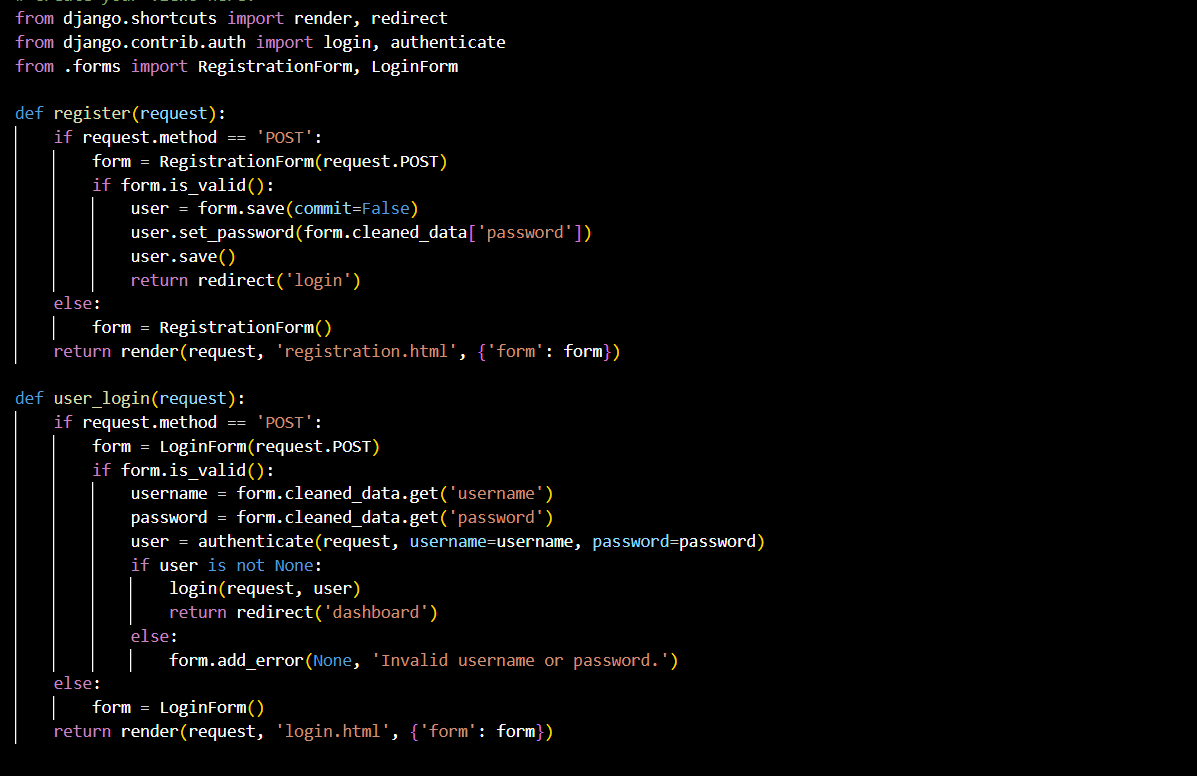 from django.shortcuts import render, redirect
from django.contrib.auth import login, authenticate
from .forms import RegistrationForm, LoginForm

def register(request):
    if request.method == 'POST':
        form = RegistrationForm(request.POST)
        if form.is_valid():
            user = form.save(commit=False)
            user.set_password(form.cleaned_data['password'])
            user.save()
            return redirect('login')
    else:
        form = RegistrationForm()
    return render(request, 'registration.html', {'form': form})

def user_login(request):
    if request.method == 'POST':
        form = LoginForm(request.POST)
        if form.is_valid():
            username = form.cleaned_data.get('username')
            password = form.cleaned_data.get('password')
            user = authenticate(request, username=username, password=password)
            if user is not None:
                login(request, user)
                return redirect('dashboard')
            else:
                form.add_error(None, 'Invalid username or password.')
    else:
        form = LoginForm()
    return render(request, 'login.html', {'form': form})